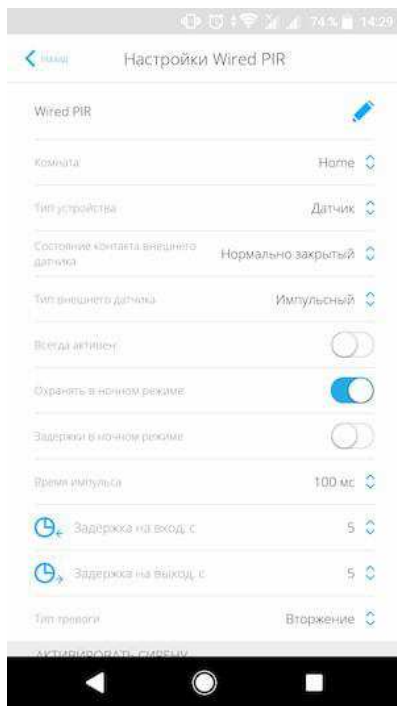 74% 14:29
Назад Настройки Wired PIR
Wired PIR
Комната Home
Тип устройства Датчик
Состояние контакта внешнего
датчика Нормально закрытый
Тип внешнего датчика Импульсный
Всегда активен
Охранять в ночном режиме
Задержки в ночном режиме
Время импульса 100 мс
Задержка на вход, с 5
Задержка на выход, с 5
Тип тревоги Вторжение
АКТИВИРОВАТЬ СИРЕНУ